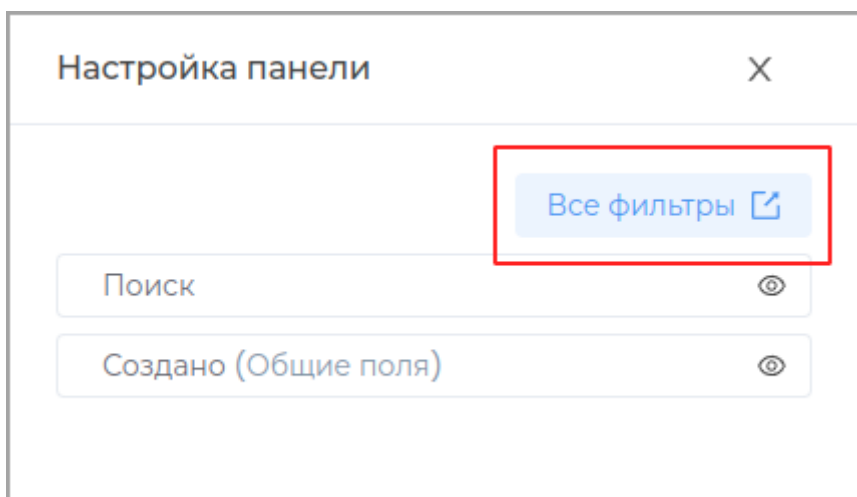 Настройка панели
Все фильтры
Поиск
Создано (Общие поля)